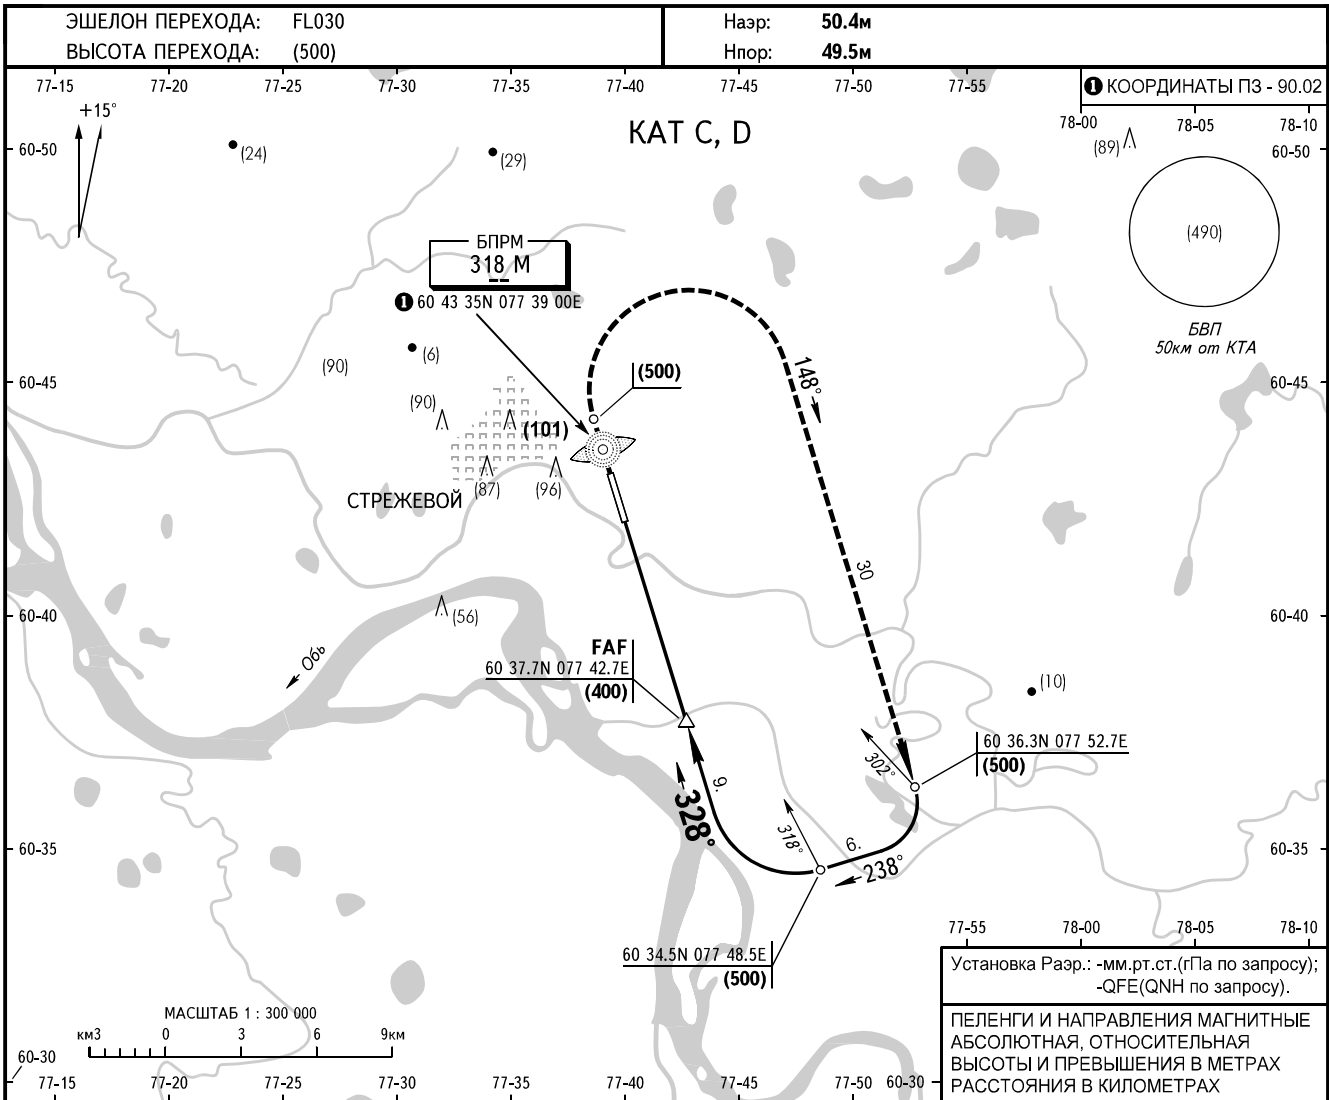 ЭШЕЛОН ПЕРЕХОДА: FL030
ВЫСОТА ПЕРЕХОДА: (500)
Наэр: 50.4м
Нпор: 49.5м
77-15 77-20 77-25 77-30 77-35 77-40 77-45 77-50 77-55
❶ КООРДИНАТЫ ПЗ - 90.02
78-00 78-05 78-10
+15°
КАТ C, D
60-50
(24)
(29)
(89)
60-50
(490)
БПРМ
318 М
❶ 60 43 35N 077 39 00E
БВП
50км от КТА
(6)
(90)
(500)
148°
60-45
60-45
(90)
(101)
(87)
(96)
СТРЕЖЕВОЙ
30
60-40
(56)
60-40
Обь
FAF
60 37.7N 077 42.7E
(400)
(10)
60 36.3N 077 52.7E
(500)
302°
9.
328°
318°
6.
238°
60-35
60-35
77-55 78-00 78-05 78-10
60 34.5N 077 48.5E
(500)
Установка Раэр.: -мм.рт.ст.(гПа по запросу);
-QFE(QNH по запросу).
МАСШТАБ 1 : 300 000
км3 0 3 6 9км
ПЕЛЕНГИ И НАПРАВЛЕНИЯ МАГНИТНЫЕ
АБСОЛЮТНАЯ, ОТНОСИТЕЛЬНАЯ
ВЫСОТЫ И ПРЕВЫШЕНИЯ В МЕТРАХ
РАССТОЯНИЯ В КИЛОМЕТРАХ
60-30
77-15 77-20 77-25 77-30 77-35 77-40 77-45 77-50 60-30